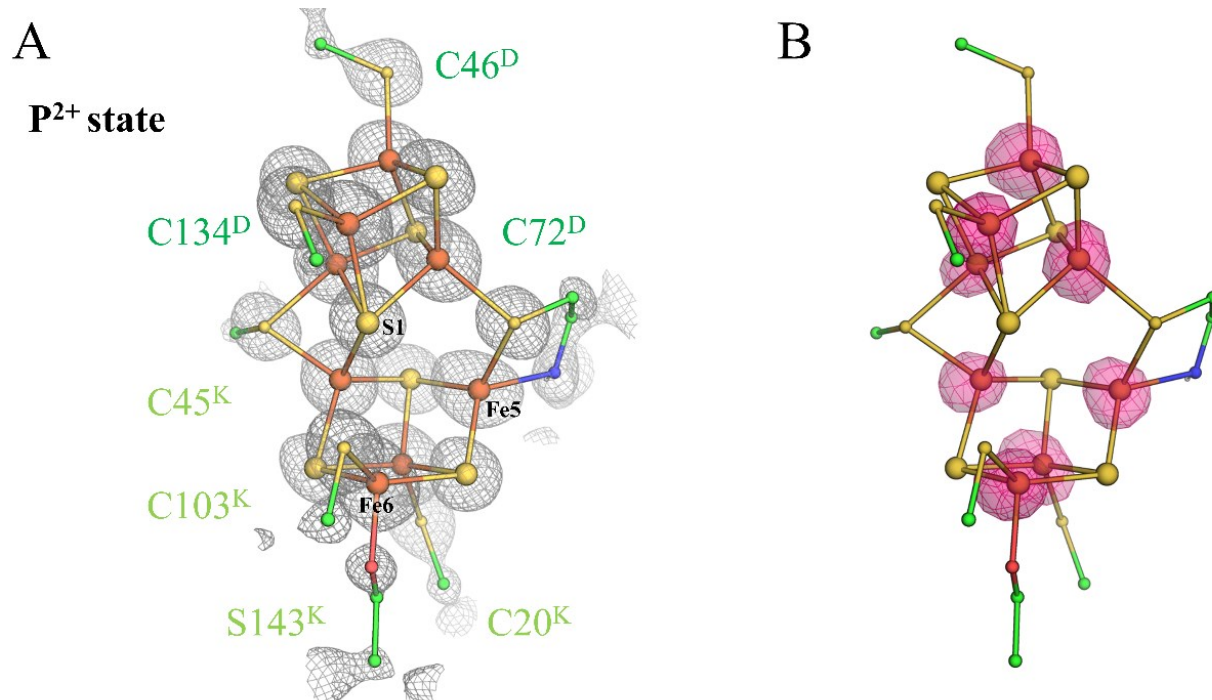 A
B
C46ᴰ
P²⁺ state
C134ᴰ
C72ᴰ
S1
C45ᴷ
Fe5
C103ᴷ
Fe6
S143ᴷ
C20ᴷ